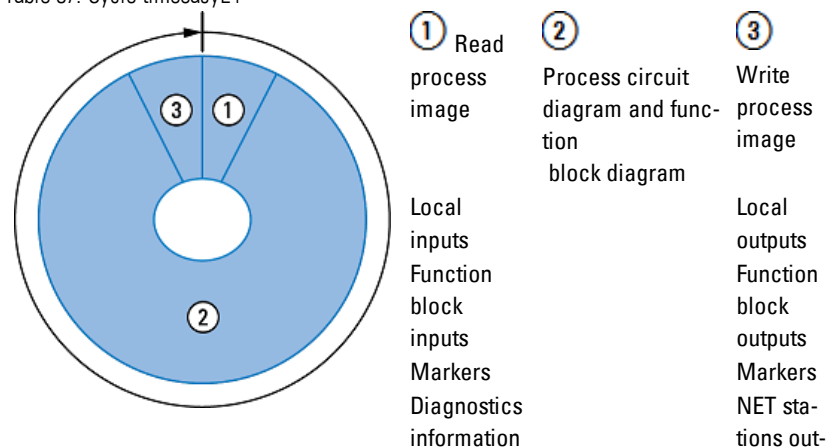 3 1
2
1 Read
process
image
Local
inputs
Function
block
inputs
Markers
Diagnostics
information
2
Process circuit
diagram and func-
tion
block diagram
3
Write
process
image
Local
outputs
Function
block
outputs
Markers
NET sta-
tions out-